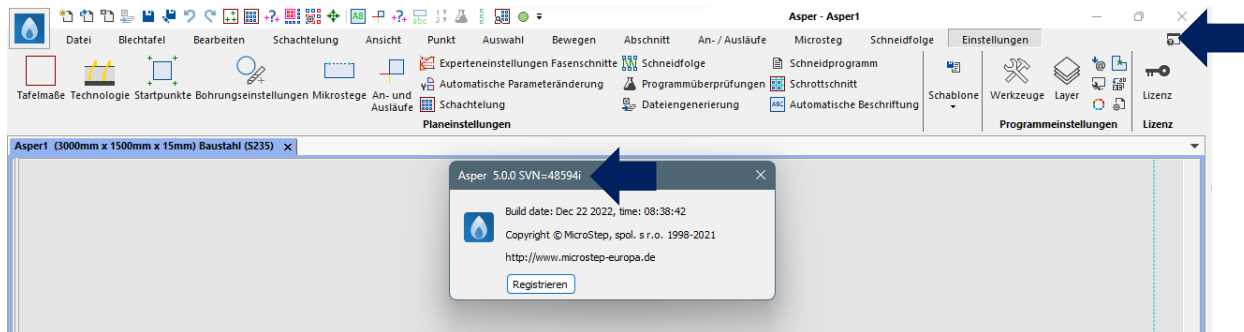 Asper - Asper1
Datei Blechtafel Bearbeiten Schachtelung Ansicht Punkt Auswahl Bewegen Abschnitt An- / Ausläufe Microsteg Schneidfolge Einstellungen
Tafelmaße Technologie Startpunkte Bohrungseinstellungen Mikrostege An- und Ausläufe
Experteneinstellungen Fasenschnitte Schneidfolge Schneidprogramm
Automatische Parameteränderung Programmüberprüfungen Schrottschnitt
Schachtelung Dateiengenerierung Automatische Beschriftung
Schablone Werkzeuge Layer Lizenz
Planeinstellungen Programmeinstellungen Lizenz
Asper1 (3000mm x 1500mm x 15mm) Baustahl (S235)
Asper 5.0.0 SVN=48594i
Build date: Dec 22 2022, time: 08:38:42
Copyright © MicroStep, spol. s r.o. 1998-2021
http://www.microstep-europa.de
Registrieren